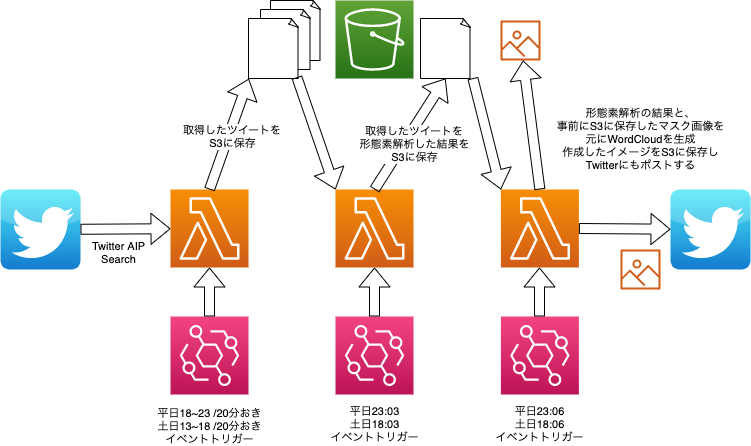 取得したツイートを
S3に保存
取得したツイートを
形態素解析した結果を
S3に保存
形態素解析の結果と、
事前にS3に保存したマスク画像を
元にWordCloudを生成
作成したイメージをS3に保存し
Twitterにもポストする
Twitter AIP
Search
平日18~23 /20分おき
土日13~18 /20分おき
イベントトリガー
平日23:03
土日18:03
イベントトリガー
平日23:06
土日18:06
イベントトリガー